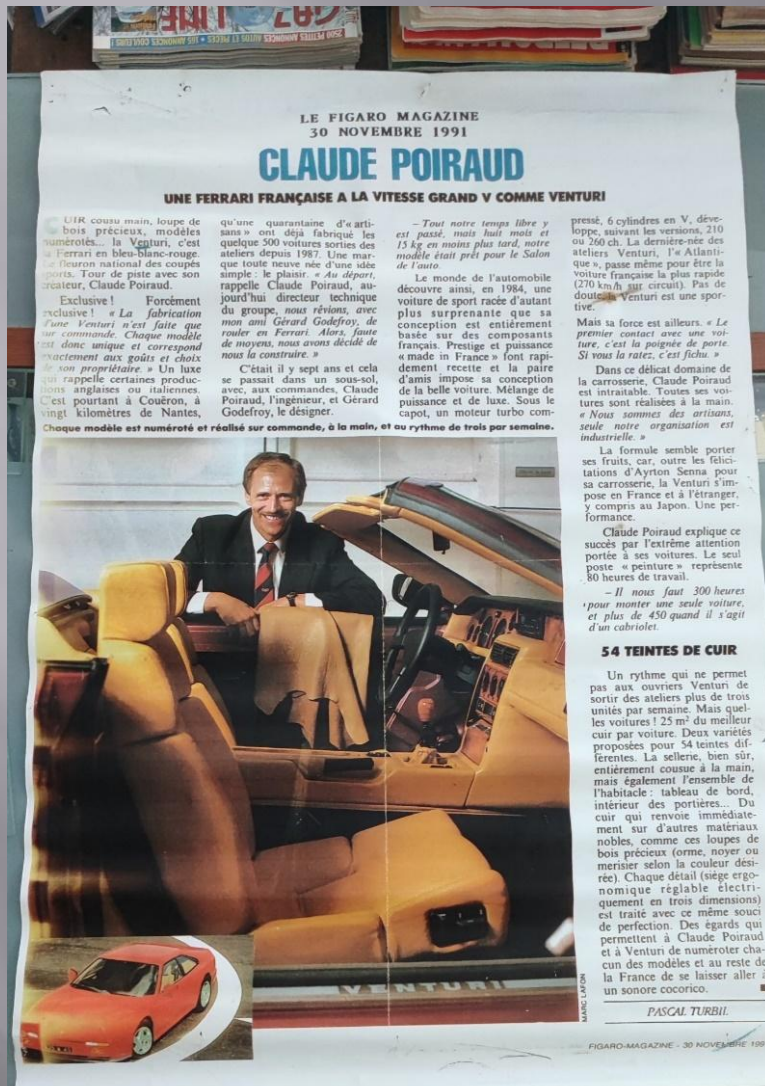 2500 PETITES ANNONCES AUTOS ET PIÈCES • 165 ANNONCES COULEURS !
LE FIGARO MAGAZINE
30 NOVEMBRE 1991
CLAUDE POIRAUD
UNE FERRARI FRANÇAISE A LA VITESSE GRAND V COMME VENTURI
CUIR cousu main, loupe de
bois précieux, modèles
numérotés... la Venturi, c'est
la Ferrari en bleu-blanc-rouge.
Le fleuron national des coupés
sports. Tour de piste avec son
créateur, Claude Poiraud.
Exclusive ! Forcément
exclusive ! « La fabrication
d'une Venturi n'est faite que
sur commande. Chaque modèle
est donc unique et correspond
exactement aux goûts et choix
de son propriétaire. » Un luxe
qui rappelle certaines produc-
tions anglaises ou italiennes.
C'est pourtant à Couëron, à
vingt kilomètres de Nantes,
qu'une quarantaine d'« arti-
sans » ont déjà fabriqué les
quelque 500 voitures sorties des
ateliers depuis 1987. Une mar-
que toute neuve née d'une idée
simple : le plaisir. « Au départ,
rappelle Claude Poiraud, au-
jourd'hui directeur technique
du groupe, nous rêvions, avec
mon ami Gérard Godefroy, de
rouler en Ferrari. Alors, faute
de moyens, nous avons décidé de
nous la construire. »
C'était il y sept ans et cela
se passait dans un sous-sol,
avec, aux commandes, Claude
Poiraud, l'ingénieur, et Gérard
Godefroy, le désigner.
– Tout notre temps libre y
est passé, mais huit mois et
15 kg en moins plus tard, notre
modèle était prêt pour le Salon
de l'auto.
Le monde de l'automobile
découvre ainsi, en 1984, une
voiture de sport racée d'autant
plus surprenante que sa
conception est entièrement
basée sur des composants
français. Prestige et puissance
« made in France » font rapi-
dement recette et la paire
d'amis impose sa conception
de la belle voiture. Mélange de
puissance et de luxe. Sous le
capot, un moteur turbo com-
pressé, 6 cylindres en V, déve-
loppe, suivant les versions, 210
ou 260 ch. La dernière-née des
ateliers Venturi, l'« Atlanti-
que », passe même pour être la
voiture française la plus rapide
(270 km/h sur circuit). Pas de
doute, la Venturi est une spor-
tive.
Mais sa force est ailleurs. « Le
premier contact avec une voi-
ture, c'est la poignée de porte.
Si vous la ratez, c'est fichu. »
Dans ce délicat domaine de
la carrosserie, Claude Poiraud
est intraitable. Toutes ses voi-
tures sont réalisées à la main.
« Nous sommes des artisans,
seule notre organisation est
industrielle. »
La formule semble porter
ses fruits, car, outre les félici-
tations d'Ayrton Senna pour
sa carrosserie, la Venturi s'im-
pose en France et à l'étranger,
y compris au Japon. Une per-
formance.
Claude Poiraud explique ce
succès par l'extrême attention
portée à ses voitures. Le seul
poste « peinture » représente
80 heures de travail.
– Il nous faut 300 heures
pour monter une seule voiture,
et plus de 450 quand il s'agit
d'un cabriolet.
54 TEINTES DE CUIR
Un rythme qui ne permet
pas aux ouvriers Venturi de
sortir des ateliers plus de trois
unités par semaine. Mais quel-
les voitures ! 25 m² du meilleur
cuir par voiture. Deux variétés
proposées pour 54 teintes dif-
férentes. La sellerie, bien sûr,
entièrement cousue à la main,
mais également l'ensemble de
l'habitacle : tableau de bord,
intérieur des portières... Du
cuir qui renvoie immédiate-
ment sur d'autres matériaux
nobles, comme ces loupes de
bois précieux (orme, noyer ou
merisier selon la couleur dési-
rée). Chaque détail (siège ergo-
nomique réglable électri-
quement en trois dimensions)
est traité avec ce même souci
de perfection. Des égards qui
permettent à Claude Poiraud
et à Venturi de numéroter cha-
cun des modèles et au reste de
la France de se laisser aller à
un sonore cocorico.
PASCAL TURBIL
Chaque modèle est numéroté et réalisé sur commande, à la main, et au rythme de trois par semaine.
VENTURI
MARC LAFON
FIGARO-MAGAZINE - 30 NOVEMBRE 199